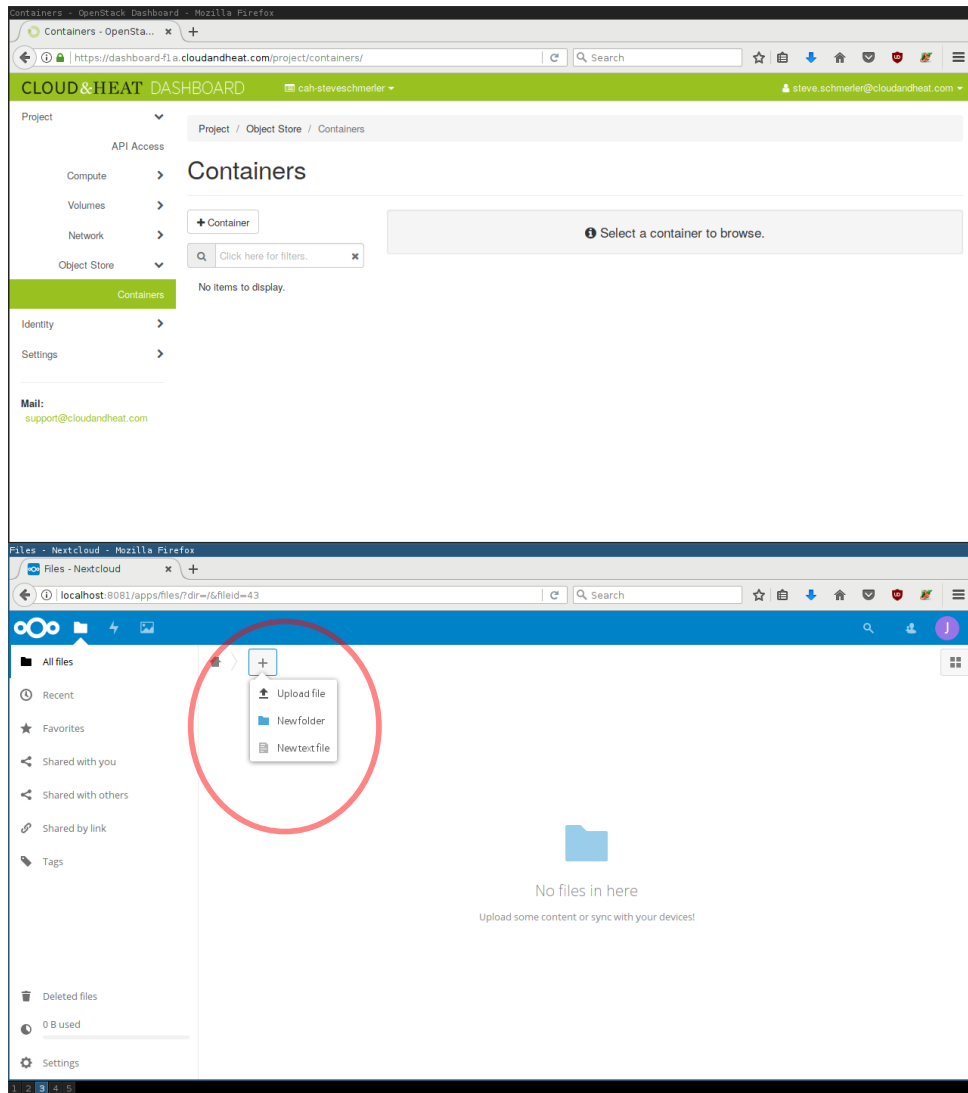 Containers - OpenStack Dashboard - Mozilla Firefox
Containers - OpenSta...
https://dashboard-f1a.cloudandheat.com/project/containers/
Search
CLOUD&HEAT DASHBOARD
cah-steveschmerler
steve.schmerler@cloudandheat.com
Project
API Access
Compute
Volumes
Network
Object Store
Containers
Identity
Settings
Mail:
support@cloudandheat.com
Project / Object Store / Containers
Containers
+ Container
Click here for filters.
No items to display.
Select a container to browse.
Files - Nextcloud - Mozilla Firefox
Files - Nextcloud
localhost:8081/apps/files/?dir=/&fileid=43
Search
J
All files
Recent
Favorites
Shared with you
Shared with others
Shared by link
Tags
Deleted files
0 B used
Settings
+
Upload file
New folder
New text file
No files in here
Upload some content or sync with your devices!
1 2 3 4 5